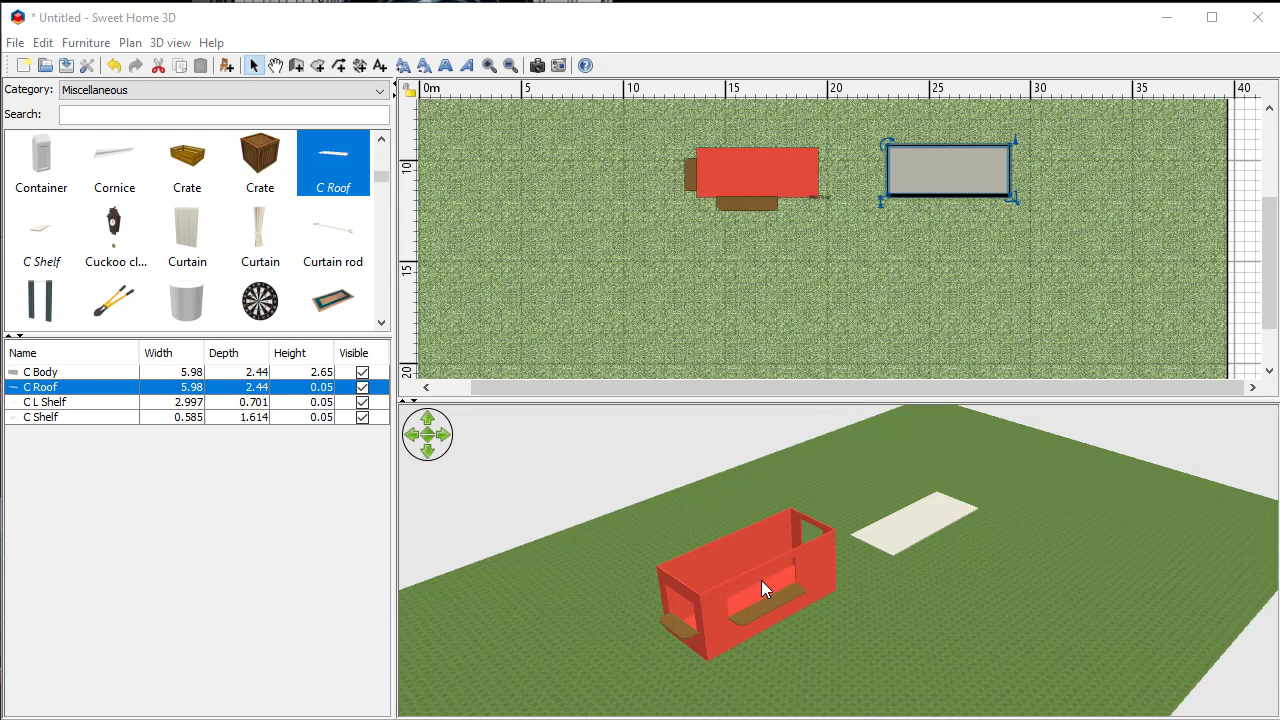 * Untitled - Sweet Home 3D
File Edit Furniture Plan 3D view Help
Category: Miscellaneous
Search:
Container Cornice Crate Crate C Roof
C Shelf Cuckoo cl... Curtain Curtain Curtain rod
Name Width Depth Height Visible
C Body 5.98 2.44 2.65
C Roof 5.98 2.44 0.05
C L Shelf 2.997 0.701 0.05
C Shelf 0.585 1.614 0.05
0m 5 10 15 20 25 30 35 40
10
15
20